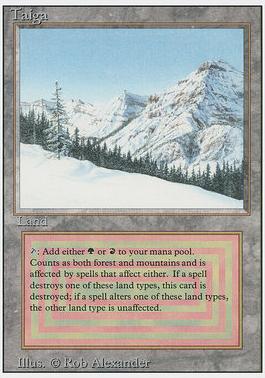 Taiga
Land
: Add either or to your mana pool.
Counts as both forest and mountains and is
affected by spells that affect either. If a spell
destroys one of these land types, this card is
destroyed; if a spell alters one of these land types,
the other land type is unaffected.
Illus. © Rob Alexander